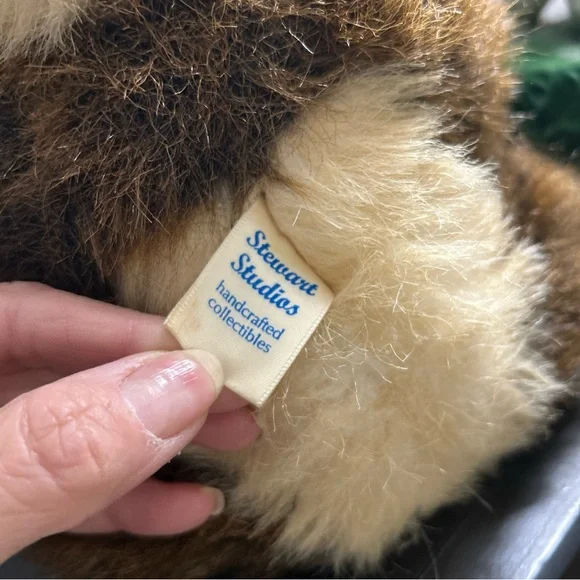 Stewart
Studios
handcrafted
collectibles